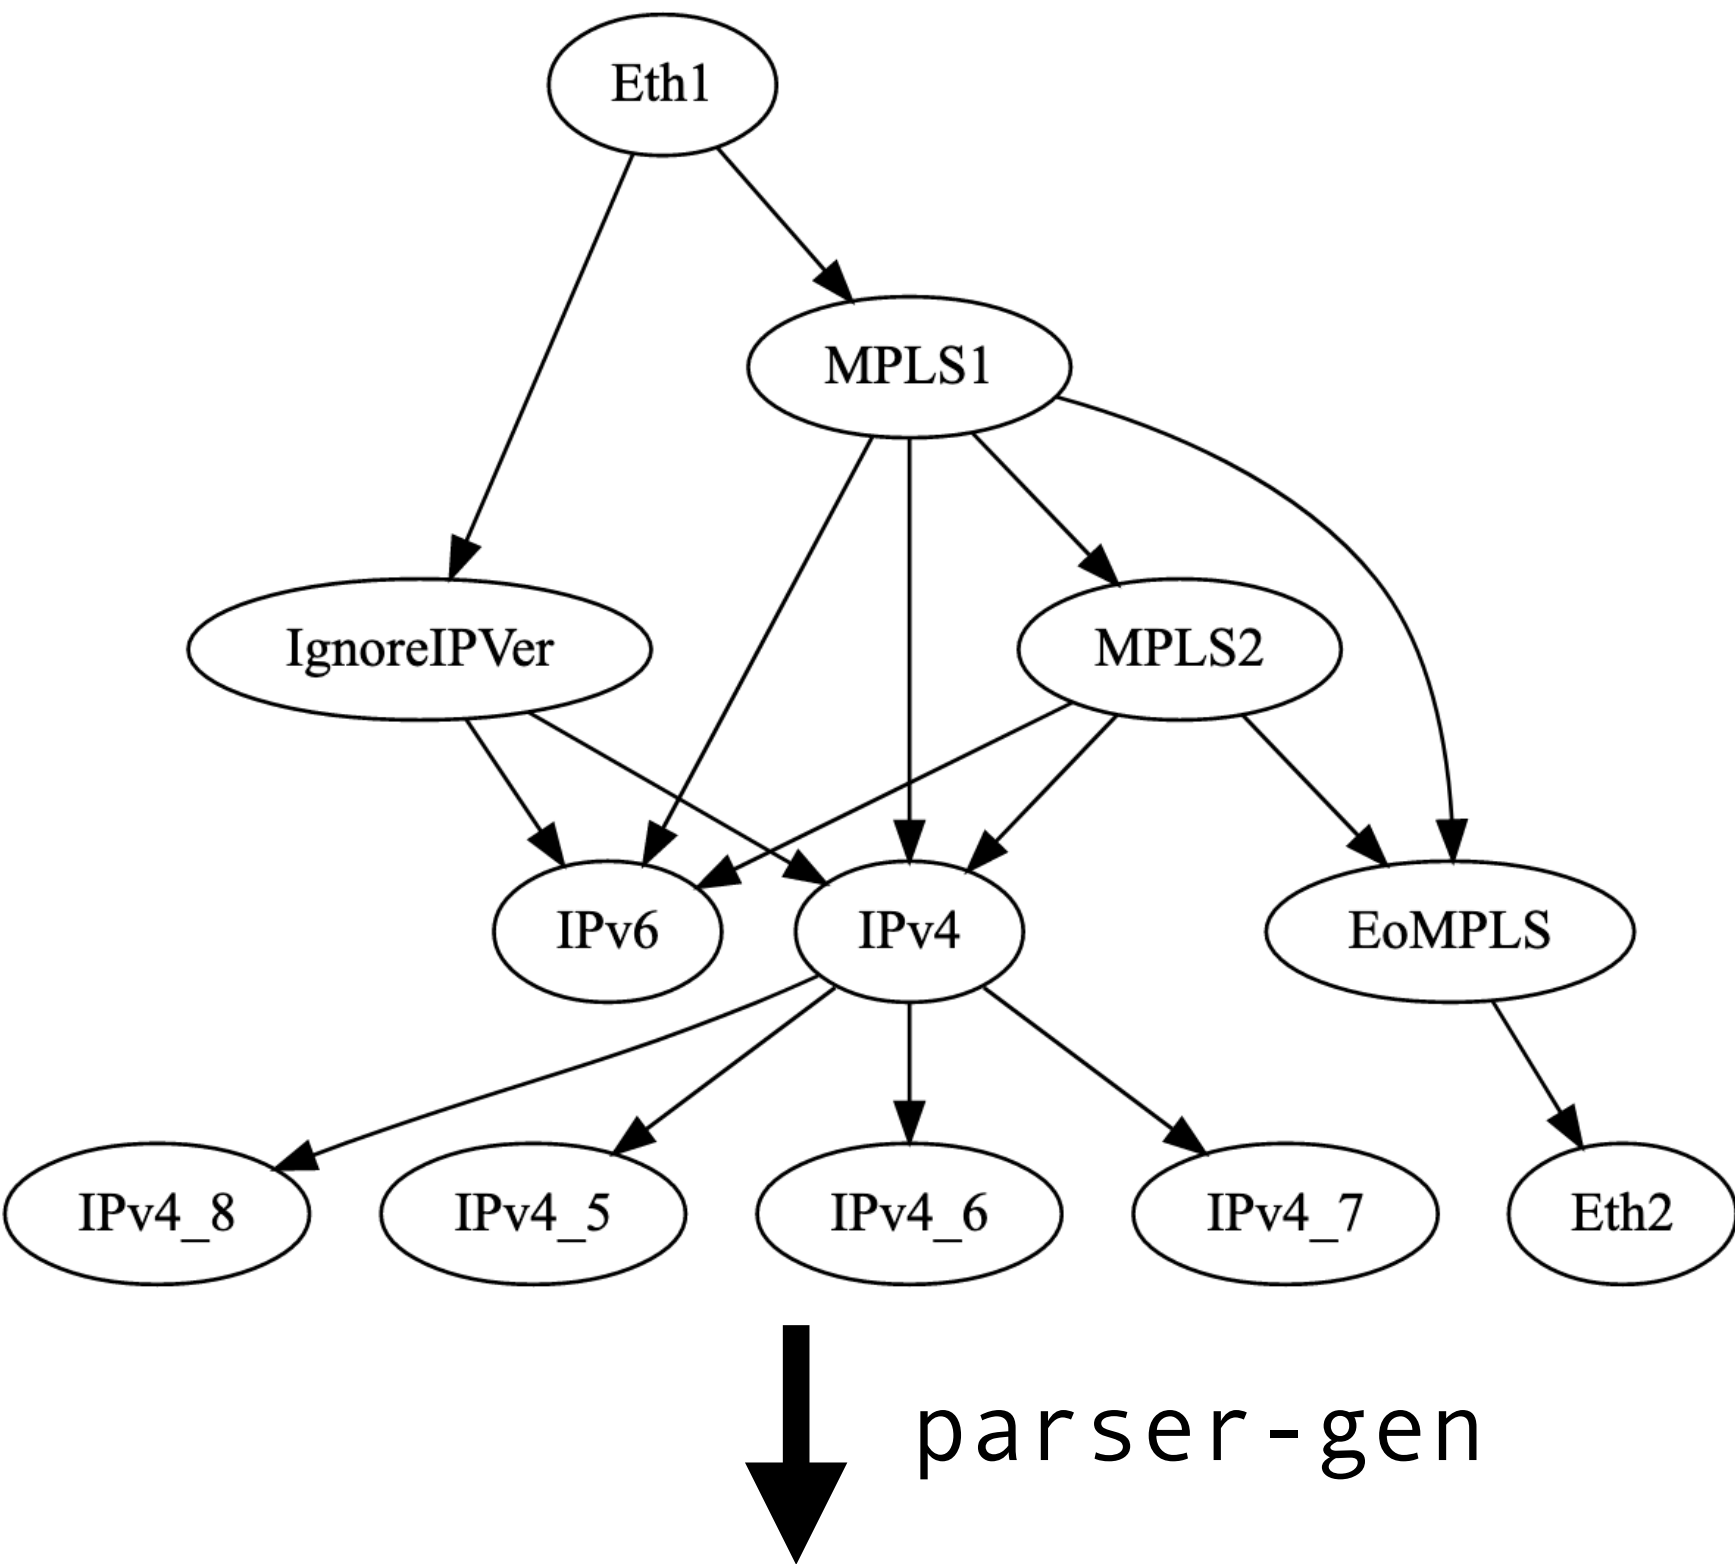 Eth1
MPLS1
IgnoreIPVer
MPLS2
IPv6
IPv4
EoMPLS
IPv4_8
IPv4_5
IPv4_6
IPv4_7
Eth2
parser-gen